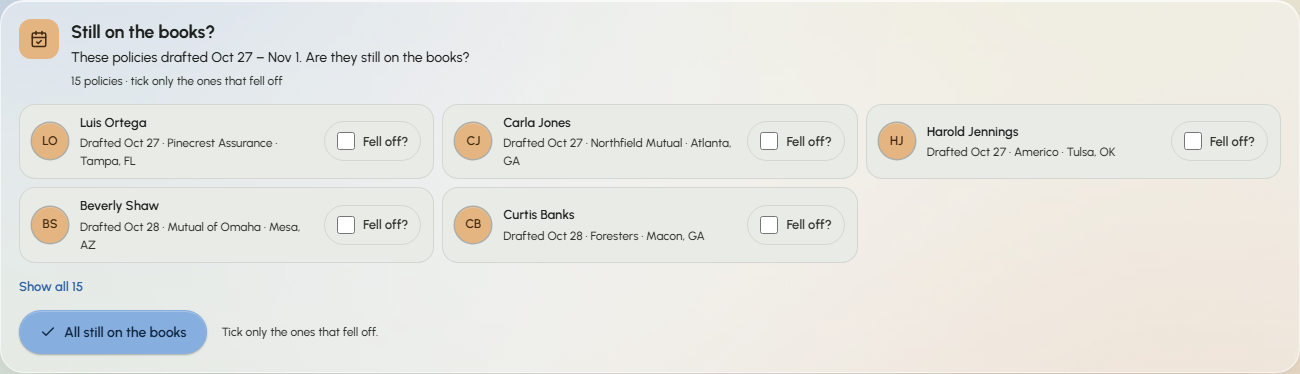 Still on the books?
These policies drafted Oct 27 – Nov 1. Are they still on the books?
15 policies · tick only the ones that fell off
LO
Luis Ortega
Drafted Oct 27 · Pinecrest Assurance ·
Tampa, FL
Fell off?
CJ
Carla Jones
Drafted Oct 27 · Northfield Mutual · Atlanta,
GA
Fell off?
HJ
Harold Jennings
Drafted Oct 27 · Americo · Tulsa, OK
Fell off?
BS
Beverly Shaw
Drafted Oct 28 · Mutual of Omaha · Mesa,
AZ
Fell off?
CB
Curtis Banks
Drafted Oct 28 · Foresters · Macon, GA
Fell off?
Show all 15
All still on the books
Tick only the ones that fell off.